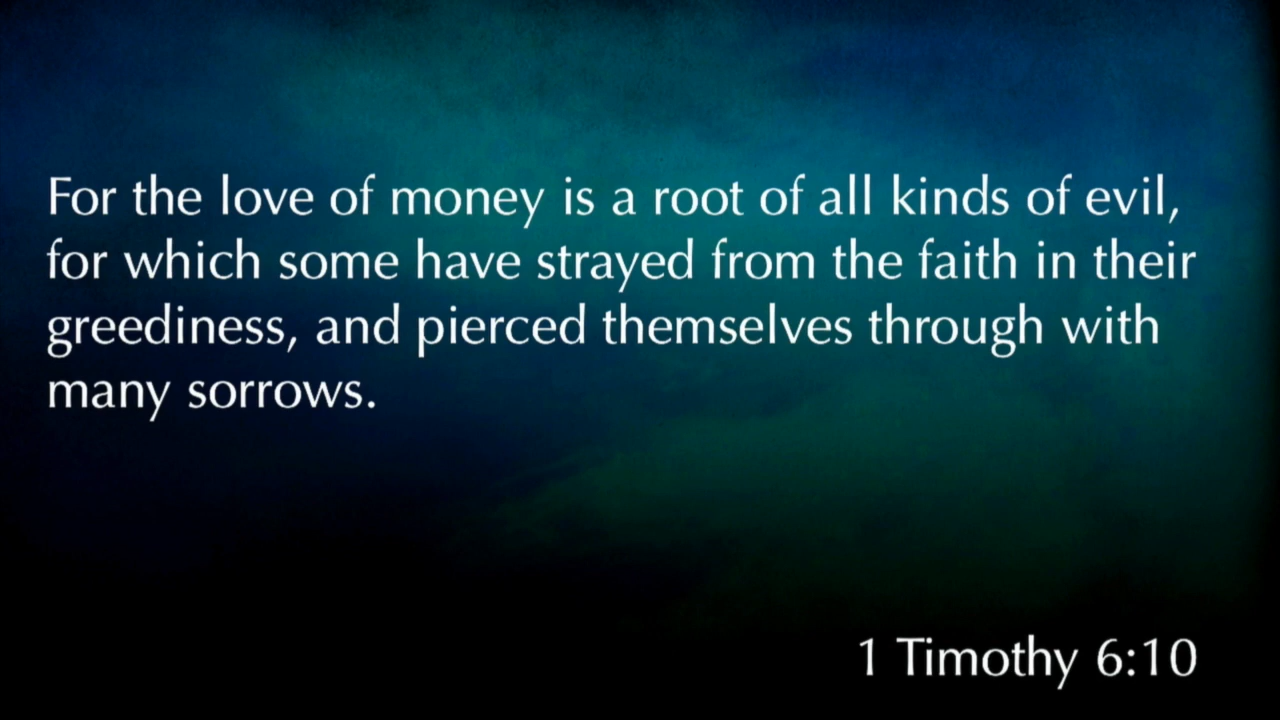 For the love of money is a root of all kinds of evil,
for which some have strayed from the faith in their
greediness, and pierced themselves through with
many sorrows.
1 Timothy 6:10